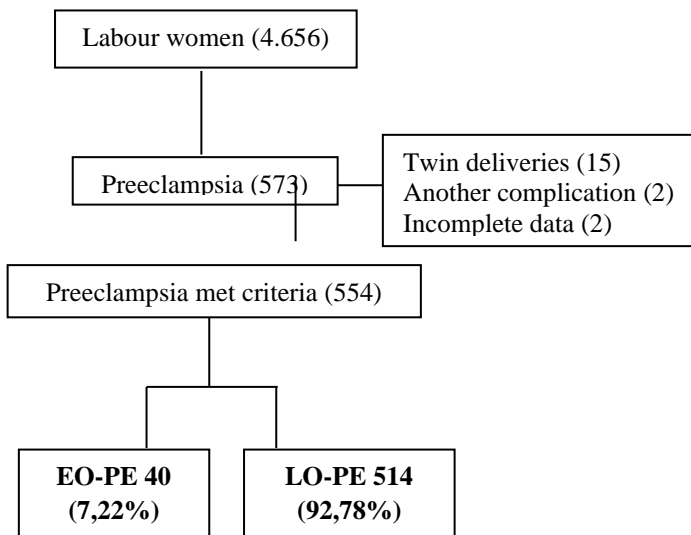 Labour women (4.656)
Preeclampsia (573)
Twin deliveries (15)
Another complication (2)
Incomplete data (2)
Preeclampsia met criteria (554)
EO-PE 40
(7,22%)
LO-PE 514
(92,78%)